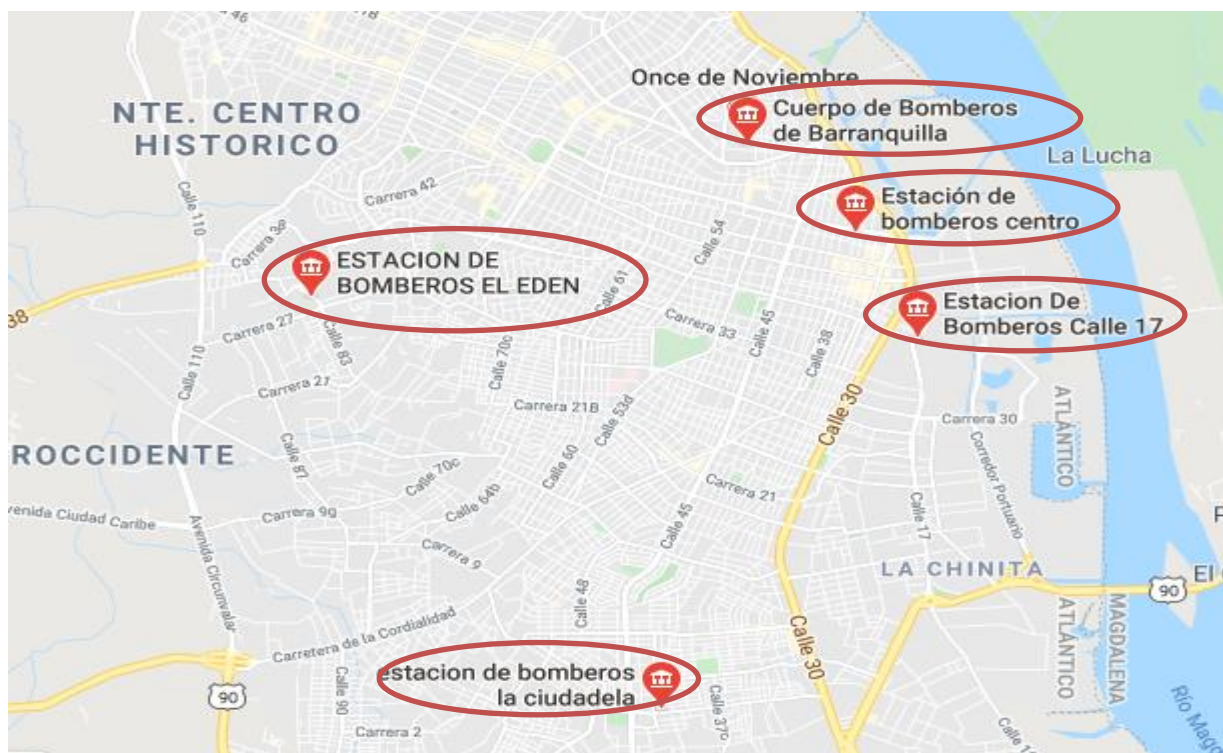 Once de Noviembre
Cuerpo de Bomberos
de Barranquilla
NTE. CENTRO
HISTORICO
La Lucha
Calle 110
Carrera 42
Carrera 38
Estación de
bomberos centro
Calle 54
ESTACION DE
BOMBEROS EL EDEN
Calle 61
38
Carrera 27
Calle 83
Calle 110
Carrera 33
Calle 45
Calle 38
Estacion De
Bomberos Calle 17
Calle 70c
Carrera 27
Carrera 21B
Calle 53d
Calle 30
Carrera 30
ATLÁNTICO
ROCCIDENTE
Calle 87
Calle 70c
Calle 60
Calle 64b
Carrera 21
Corredor Portuario
venida Ciudad Caribe
Carrera 9g
Avenida Circunvalar
Carrera 9
Calle 45
Calle 17
LA CHINITA
90
El
Calle 48
Carretera de la Cordialidad
Calle 30
ATLÁNTICO
MAGDALENA
estacion de bomberos
la ciudadela
90
Calle 90
Calle 37c
Carrera 2
Río Mag